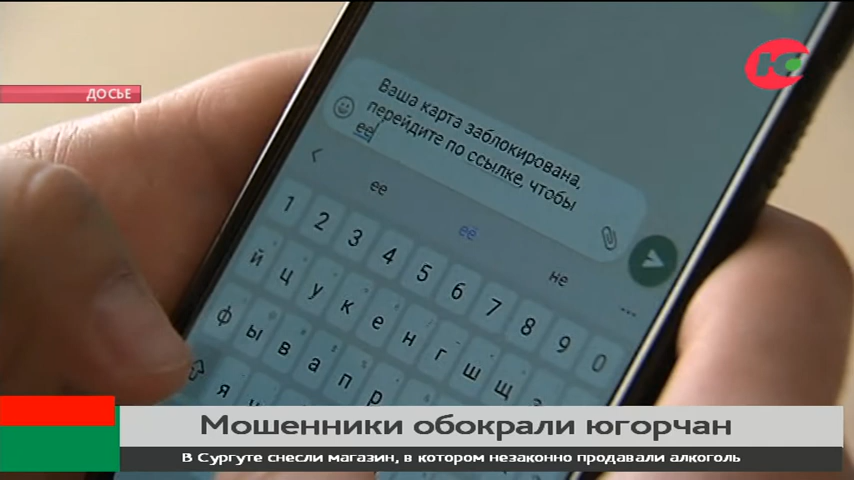 ДОСЬЕ
Ю
Ваша карта заблокирована,
перейдите по ссылке, чтобы
ее
ее её не
1 2 3 4 5 6 7 8 9 0
й ц у к е н г ш щ з
ф ы в а п р
я ч
Мошенники обокрали югорчан
В Сургуте снесли магазин, в котором незаконно продавали алкоголь